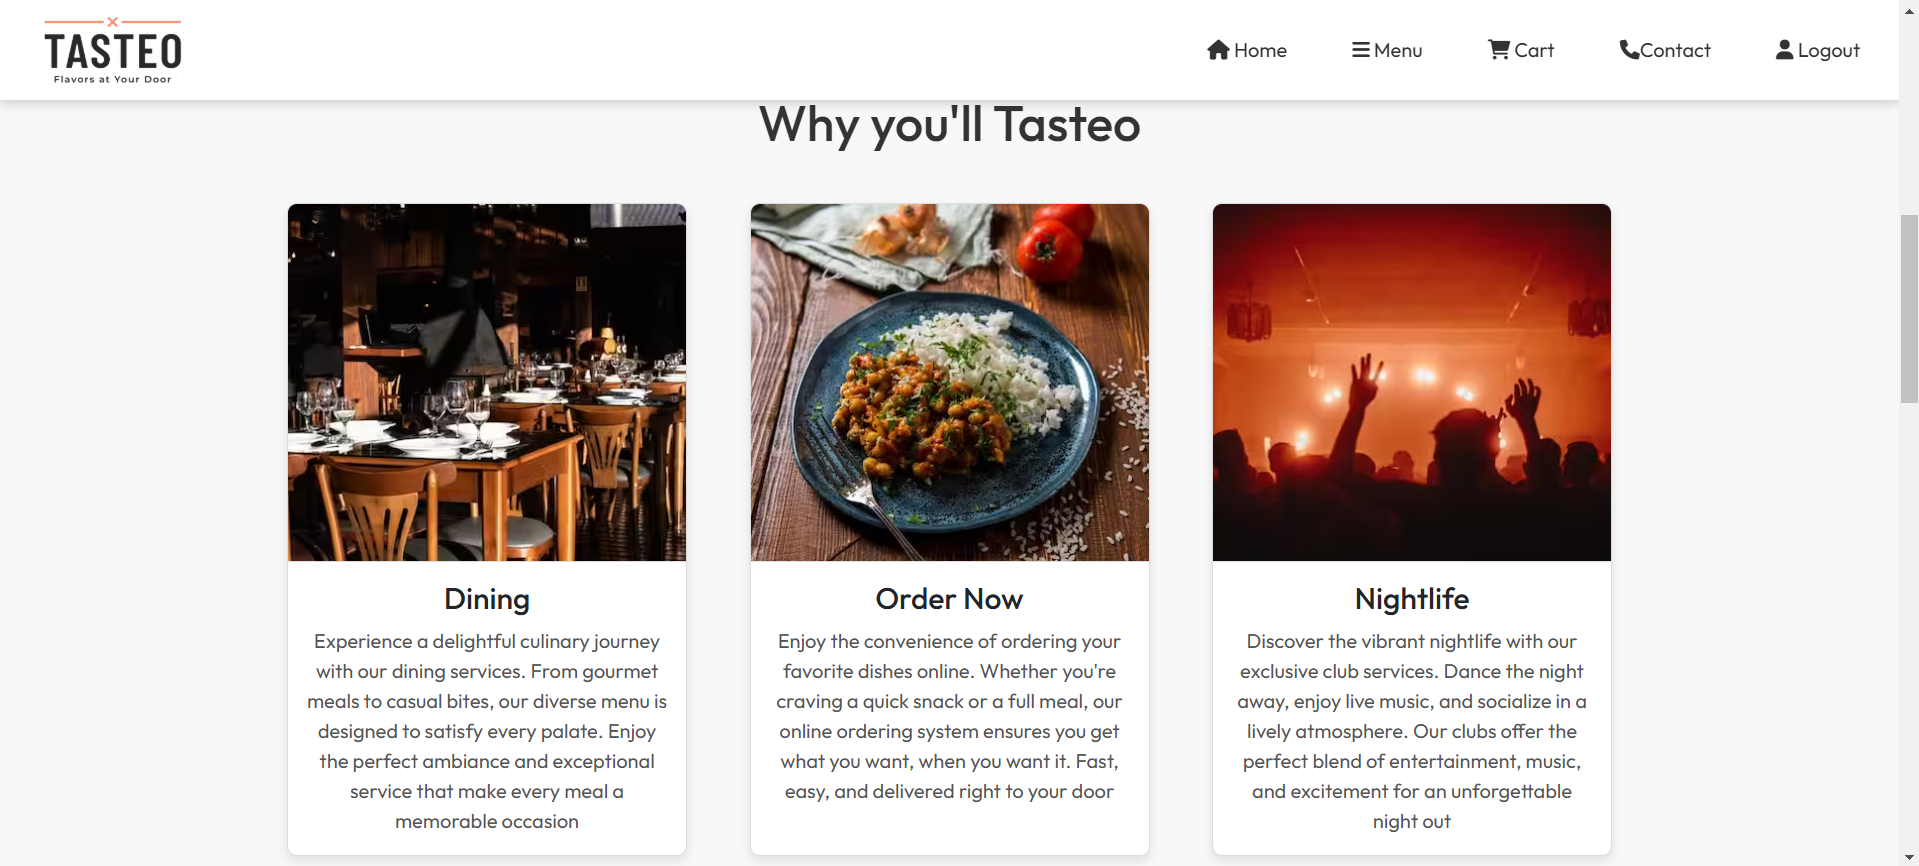 TASTEO
Flavors at Your Door
Home
Menu
Cart
Contact
Logout
Why you'll Tasteo
Dining
Experience a delightful culinary journey
with our dining services. From gourmet
meals to casual bites, our diverse menu is
designed to satisfy every palate. Enjoy
the perfect ambiance and exceptional
service that make every meal a
memorable occasion
Order Now
Enjoy the convenience of ordering your
favorite dishes online. Whether you're
craving a quick snack or a full meal, our
online ordering system ensures you get
what you want, when you want it. Fast,
easy, and delivered right to your door
Nightlife
Discover the vibrant nightlife with our
exclusive club services. Dance the night
away, enjoy live music, and socialize in a
lively atmosphere. Our clubs offer the
perfect blend of entertainment, music,
and excitement for an unforgettable
night out